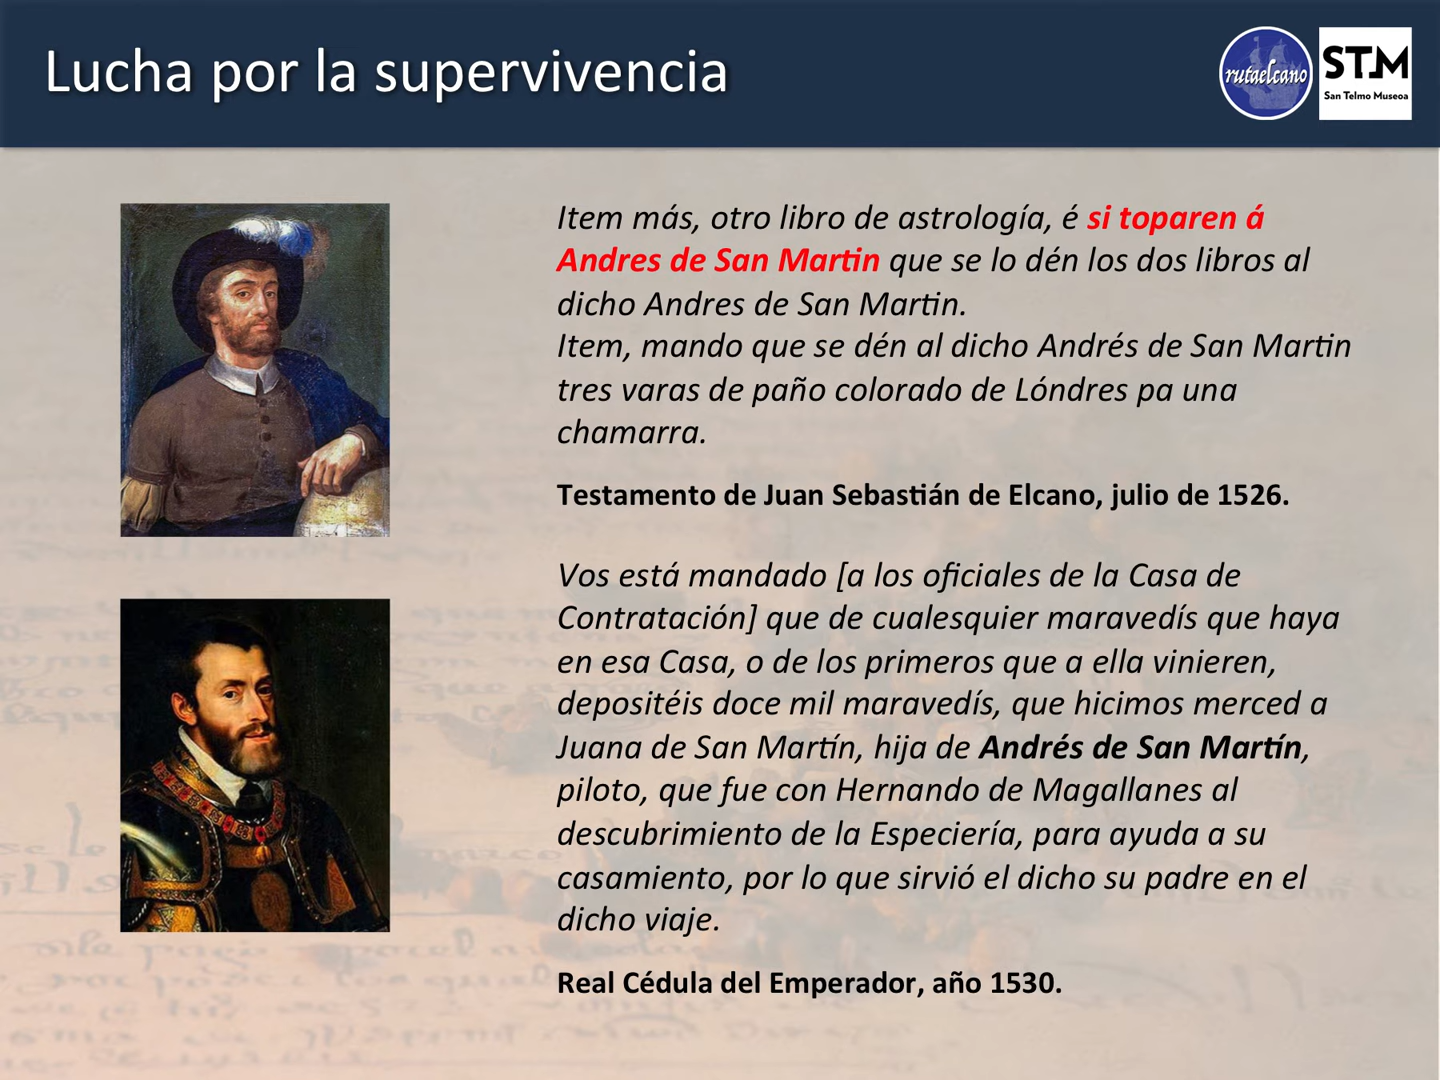 Lucha por la supervivencia
rutaelcano
STM
San Telmo Museoa
Item más, otro libro de astrología, é si toparen á
Andres de San Martin que se lo dén los dos libros al
dicho Andres de San Martin.
Item, mando que se dén al dicho Andrés de San Martin
tres varas de paño colorado de Lóndres pa una
chamarra.
Testamento de Juan Sebastián de Elcano, julio de 1526.
Vos está mandado [a los oficiales de la Casa de
Contratación] que de cualesquier maravedís que haya
en esa Casa, o de los primeros que a ella vinieren,
depositéis doce mil maravedís, que hicimos merced a
Juana de San Martín, hija de Andrés de San Martín,
piloto, que fue con Hernando de Magallanes al
descubrimiento de la Especiería, para ayuda a su
casamiento, por lo que sirvió el dicho su padre en el
dicho viaje.
Real Cédula del Emperador, año 1530.